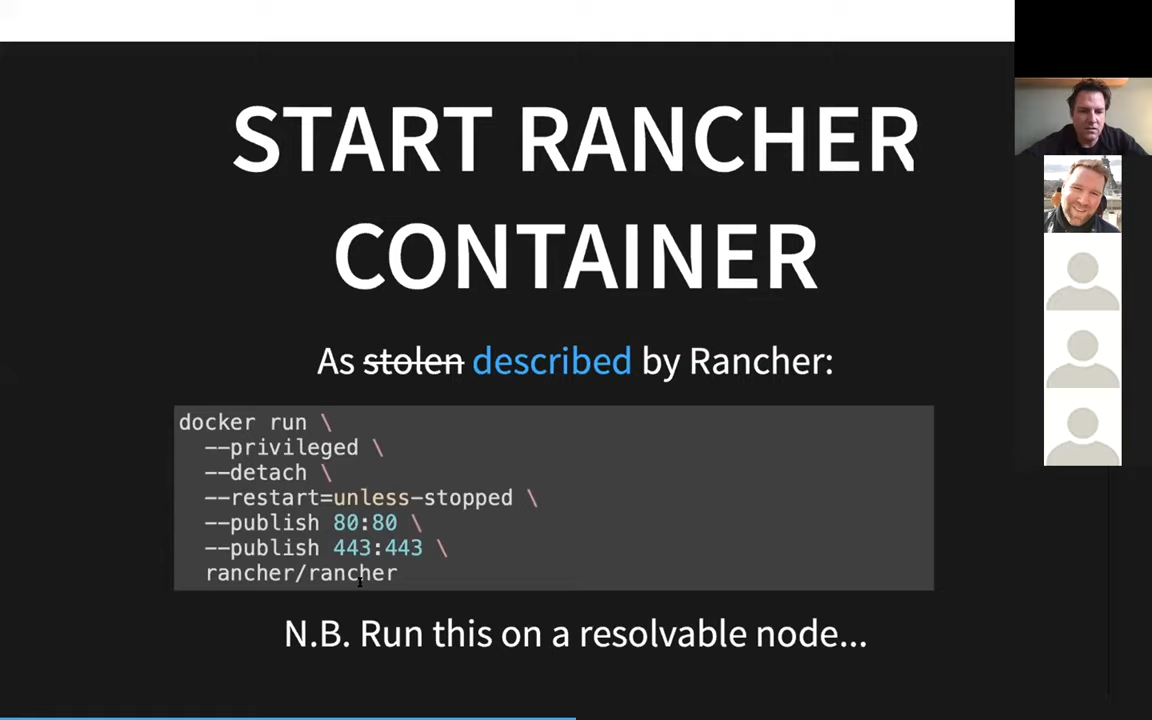 START RANCHER
CONTAINER
As stolen described by Rancher:
docker run \
--privileged \
--detach \
--restart=unless-stopped \
--publish 80:80 \
--publish 443:443 \
rancher/rancher
N.B. Run this on a resolvable node...